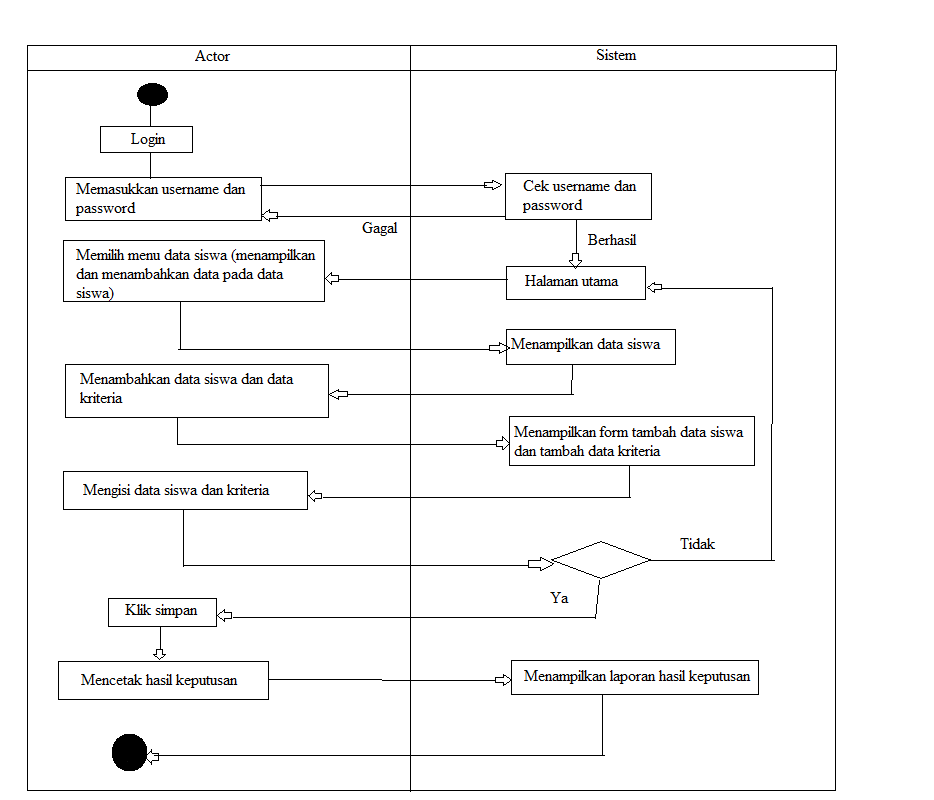 Actor
Sistem
Login
Memasukkan username dan
password
Cek username dan
password
Gagal
Berhasil
Memilih menu data siswa (menampilkan
dan menambahkan data pada data
siswa)
Halaman utama
Menampilkan data siswa
Menambahkan data siswa dan data
kriteria
Menampilkan form tambah data siswa
dan tambah data kriteria
Mengisi data siswa dan kriteria
Tidak
Ya
Klik simpan
Mencetak hasil keputusan
Menampilkan laporan hasil keputusan